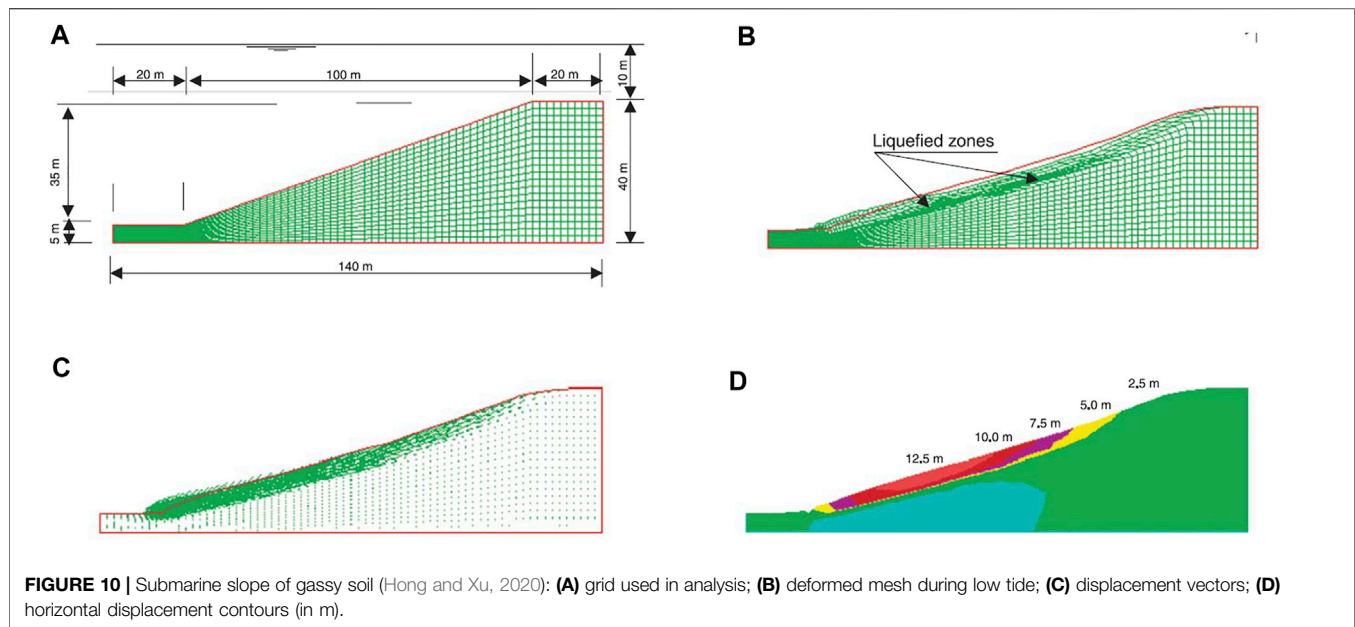 A
20 m
100 m
20 m
10 m
35 m
40 m
5 m
140 m
B
Liquefied zones
C
D
2.5 m
5.0 m
7.5 m
10.0 m
12.5 m
FIGURE 10 | Submarine slope of gassy soil (Hong and Xu, 2020): (A) grid used in analysis; (B) deformed mesh during low tide; (C) displacement vectors; (D)
horizontal displacement contours (in m).